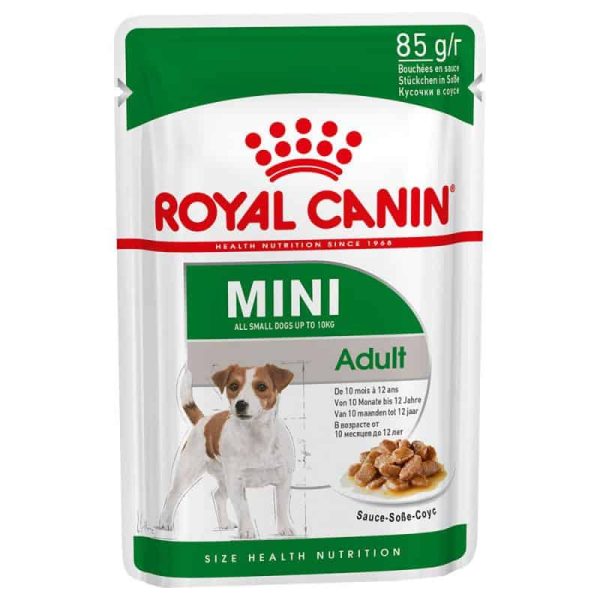 85 g/г
Bouchées en sauce
Stückchen in Soße
Кусочки в соусе
ROYAL CANIN®
HEALTH NUTRITION SINCE 1968
MINI
ALL SMALL DOGS UP TO 10KG
Adult
De 10 mois à 12 ans
Von 10 Monate bis 12 Jahre
Van 10 maanden tot 12 jaar
В возрасте от
10 месяцев до 12 лет
Sauce-Soße-Соус
SIZE HEALTH NUTRITION